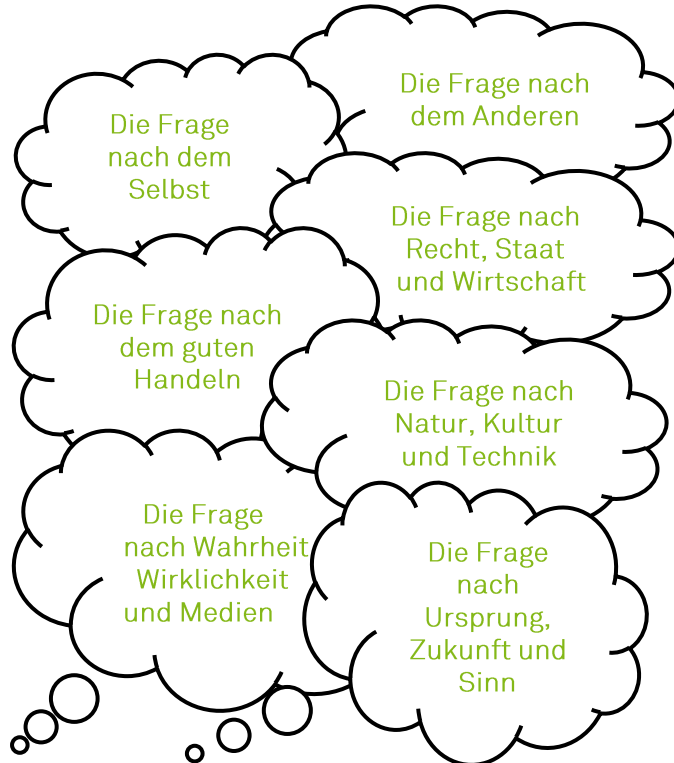 Die Frage nach
dem Anderen
Die Frage
nach dem
Selbst
Die Frage nach
Recht, Staat
und Wirtschaft
Die Frage nach
dem guten
Handeln
Die Frage nach
Natur, Kultur
und Technik
Die Frage
nach Wahrheit
Wirklichkeit
und Medien
Die Frage
nach
Ursprung,
Zukunft und
Sinn